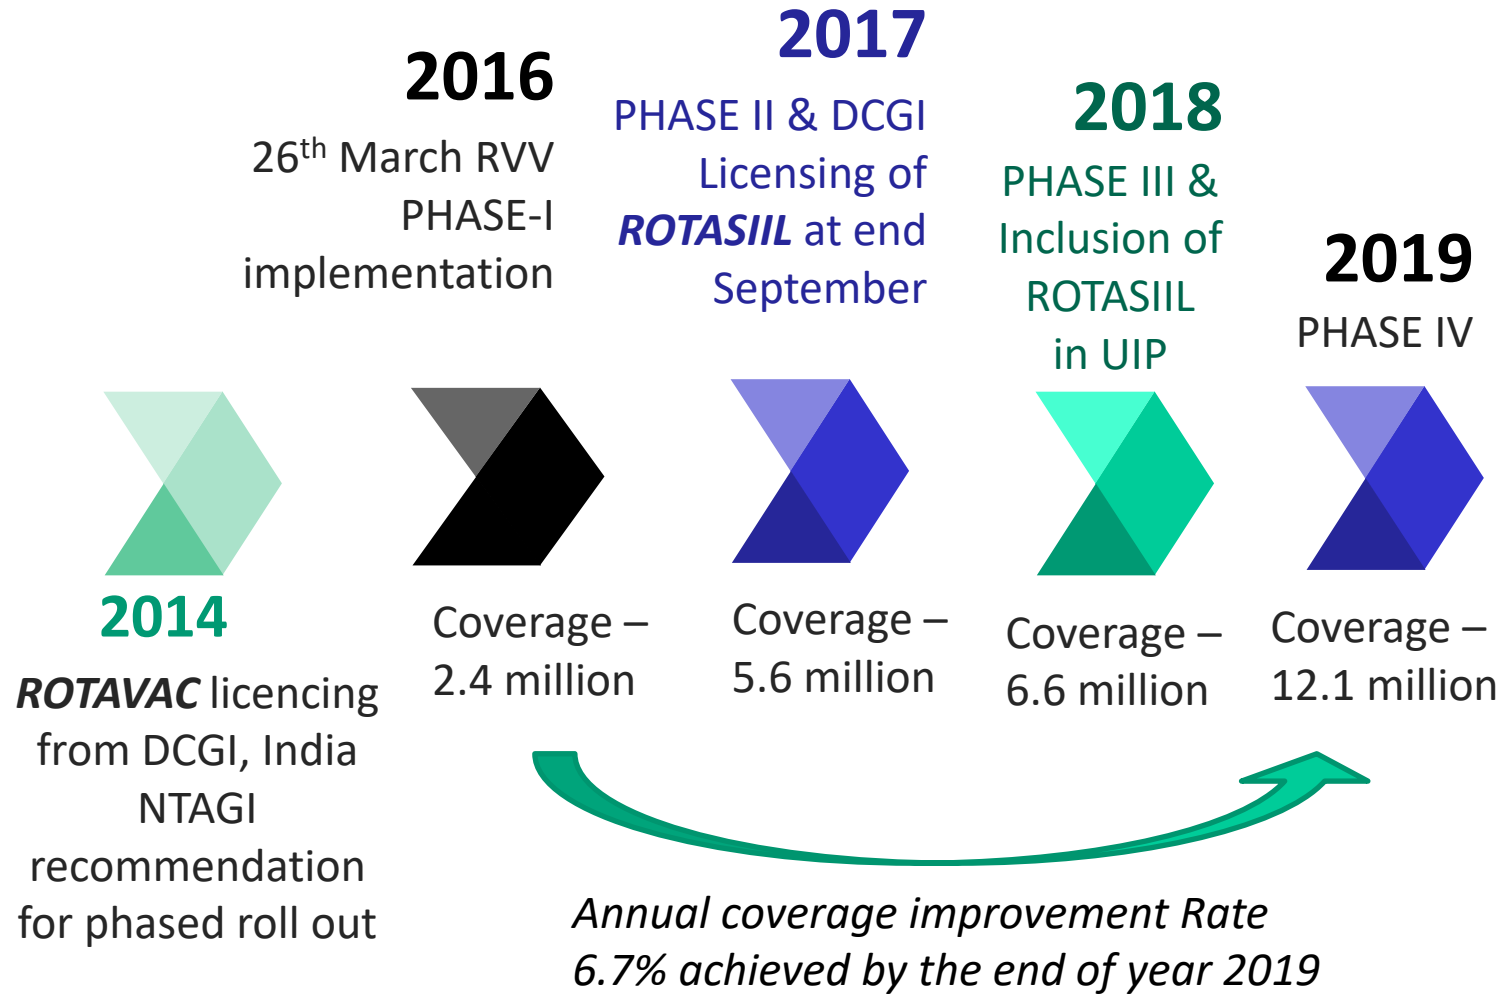 2014
ROTAVAC licencing
from DCGI, India
NTAGI
recommendation
for phased roll out
2016
26th March RVV
PHASE-I
implementation
Coverage –
2.4 million
2017
PHASE II & DCGI
Licensing of
ROTASIIL at end
September
Coverage –
5.6 million
2018
PHASE III &
Inclusion of
ROTASIIL
in UIP
Coverage –
6.6 million
2019
PHASE IV
Coverage –
12.1 million
Annual coverage improvement Rate
6.7% achieved by the end of year 2019